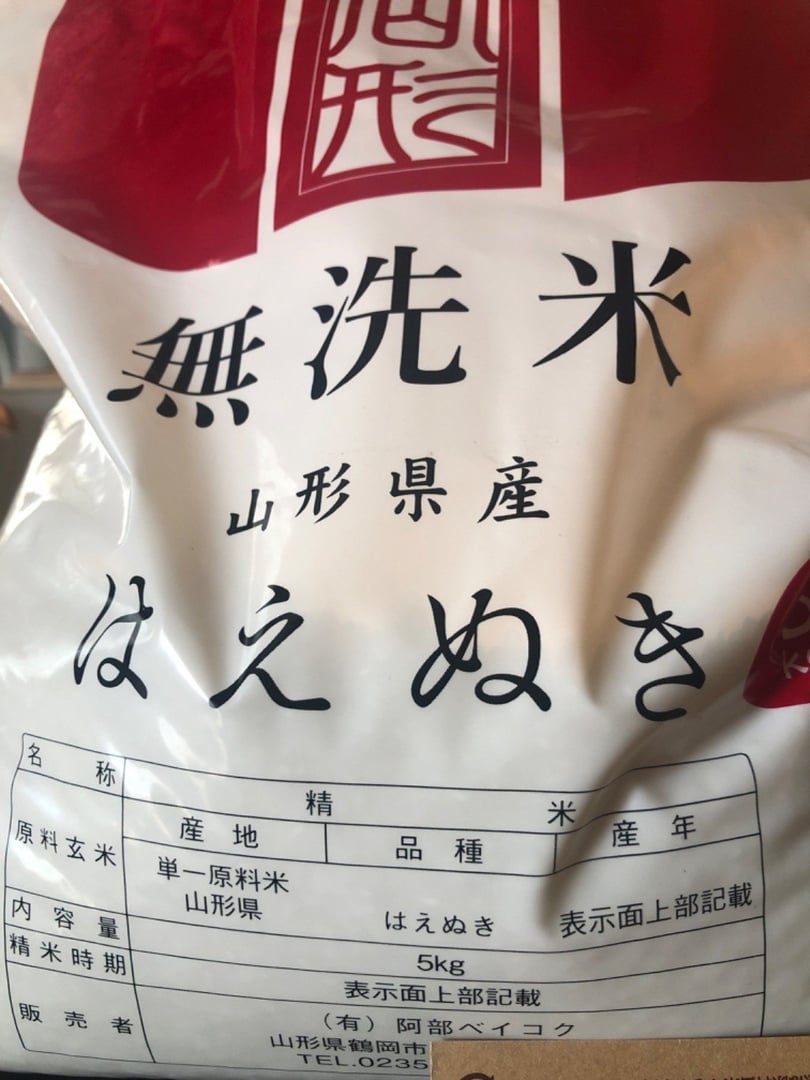 形
無洗米
山形県産
はえぬき
名称 精米
原料玄米 産地 品種 産年
単一原料米
山形県 はえぬき 表示面上部記載
内容量 5kg
精米時期 表示面上部記載
販売者 (有)阿部ベイコク
山形県鶴岡市
TEL.0235